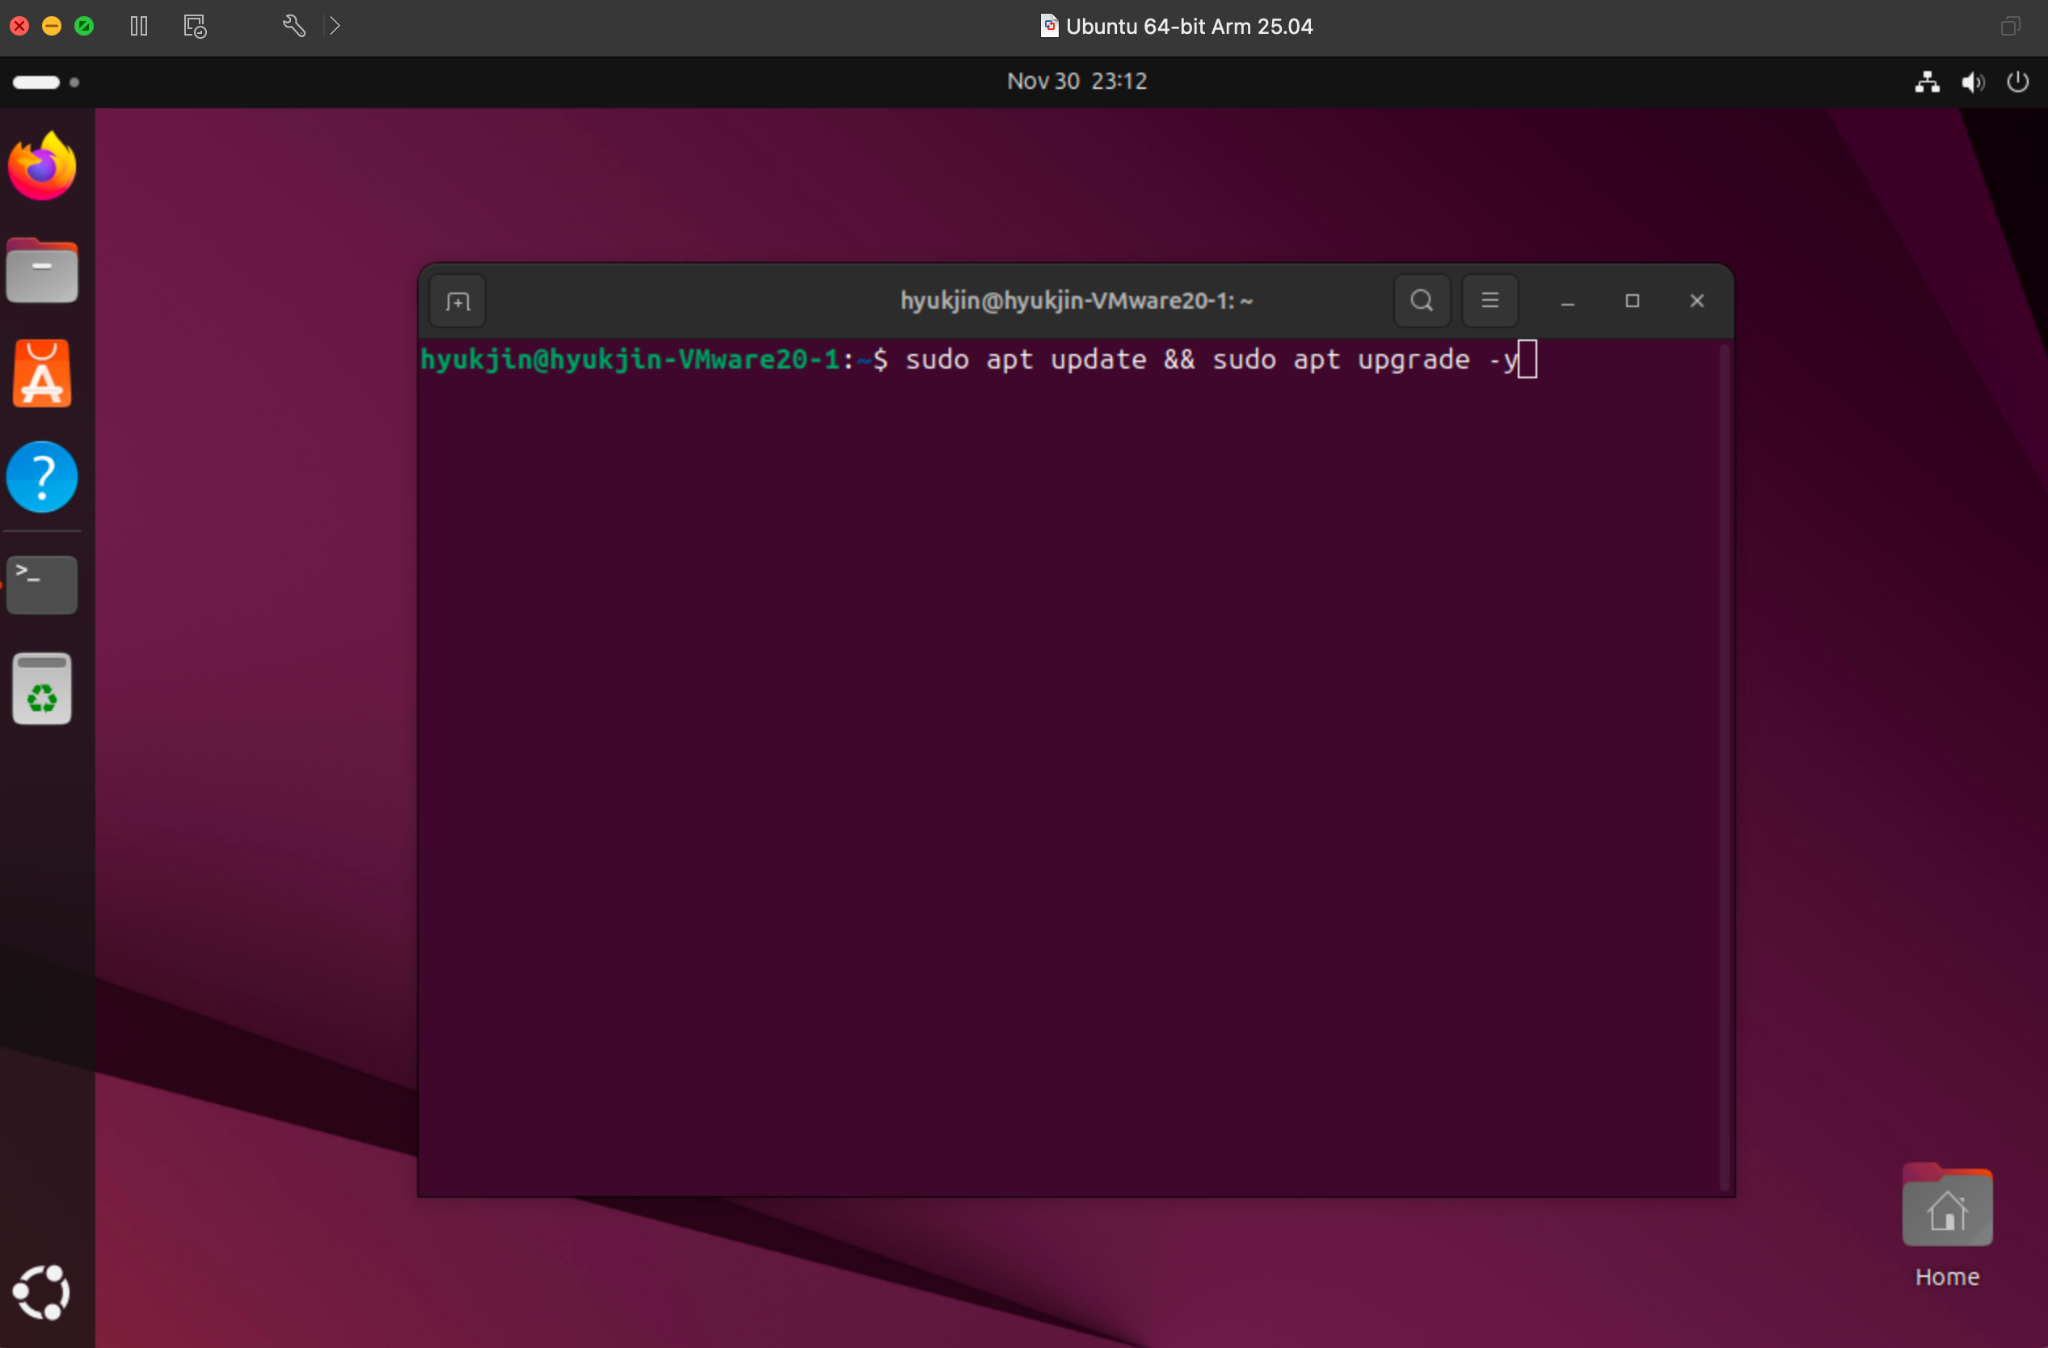 Ubuntu 64-bit Arm 25.04
Nov 30 23:12
hyukjin@hyukjin-VMware20-1: ~
hyukjin@hyukjin-VMware20-1:~$ sudo apt update && sudo apt upgrade -y
Home